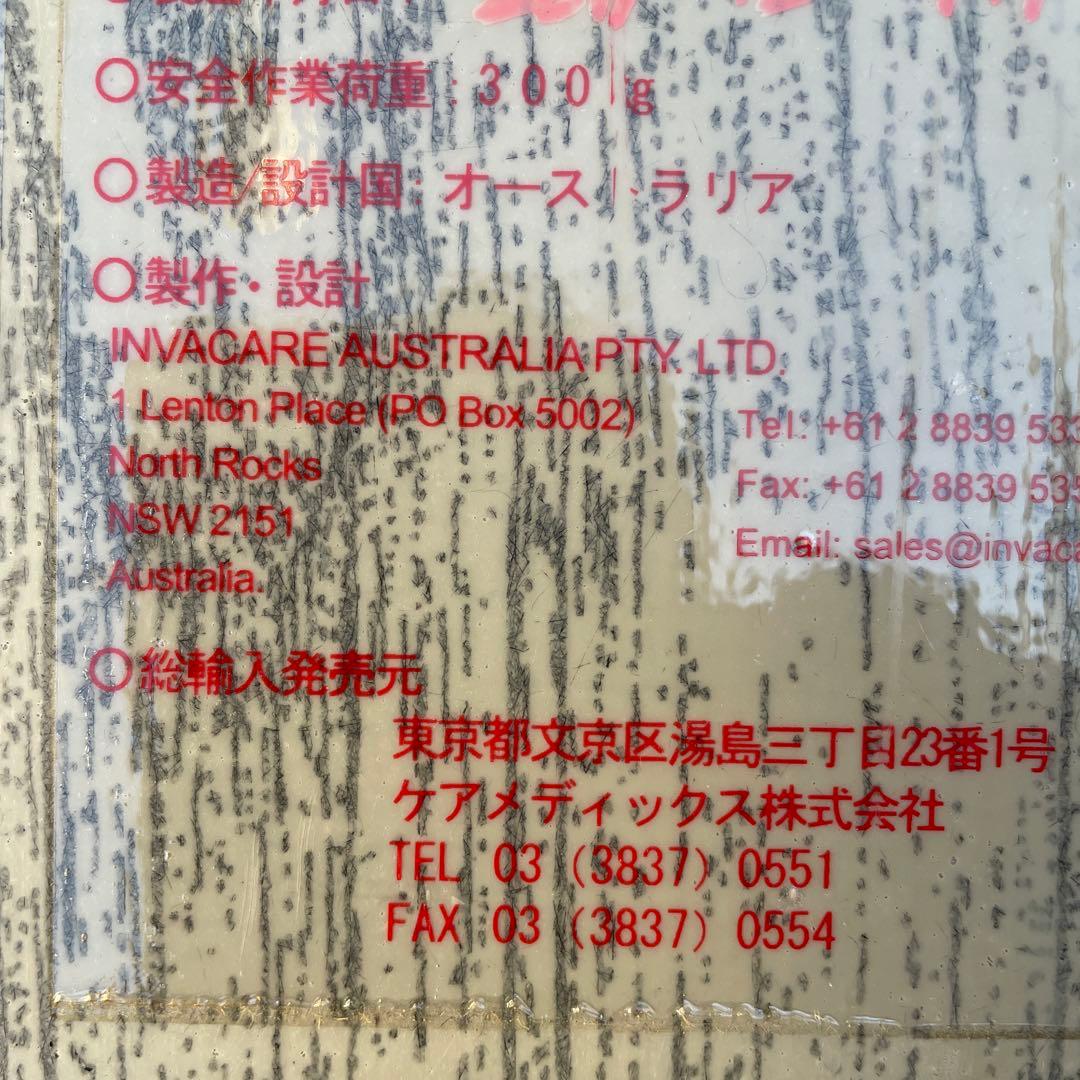 ○安全作業荷重：300
○製造/設計国：オーストラリア
○製作・設計
INVACARE AUSTRALIA PTY. LTD.
1 Lenton Place (PO Box 5002)
North Rocks
NSW 2151
Australia.
Tel: +61 2 8839 533
Fax: +61 2 8839 535
Email: sales@invaca
○総輸入発売元
東京都文京区湯島三丁目23番1号
ケアメディックス株式会社
TEL 03 (3837) 0551
FAX 03 (3837) 0554